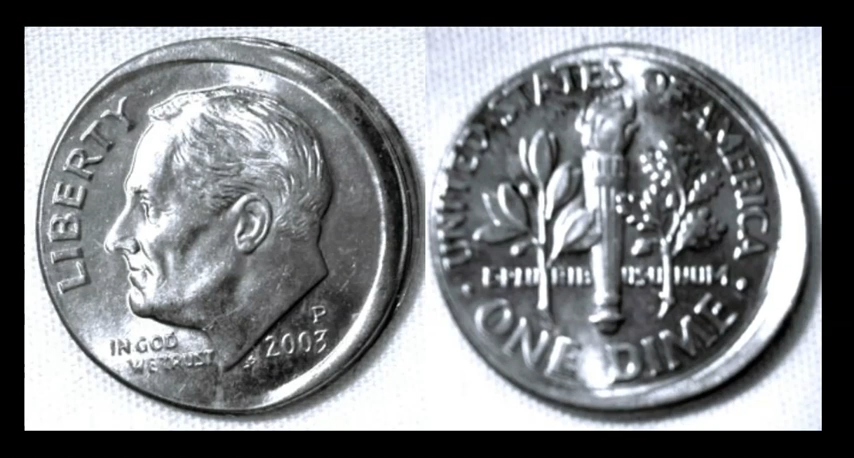 LIBERTY
IN GOD
WE TRUST
P
2003
UNITED STATES OF AMERICA
E PLURIBUS UNUM
ONE DIME